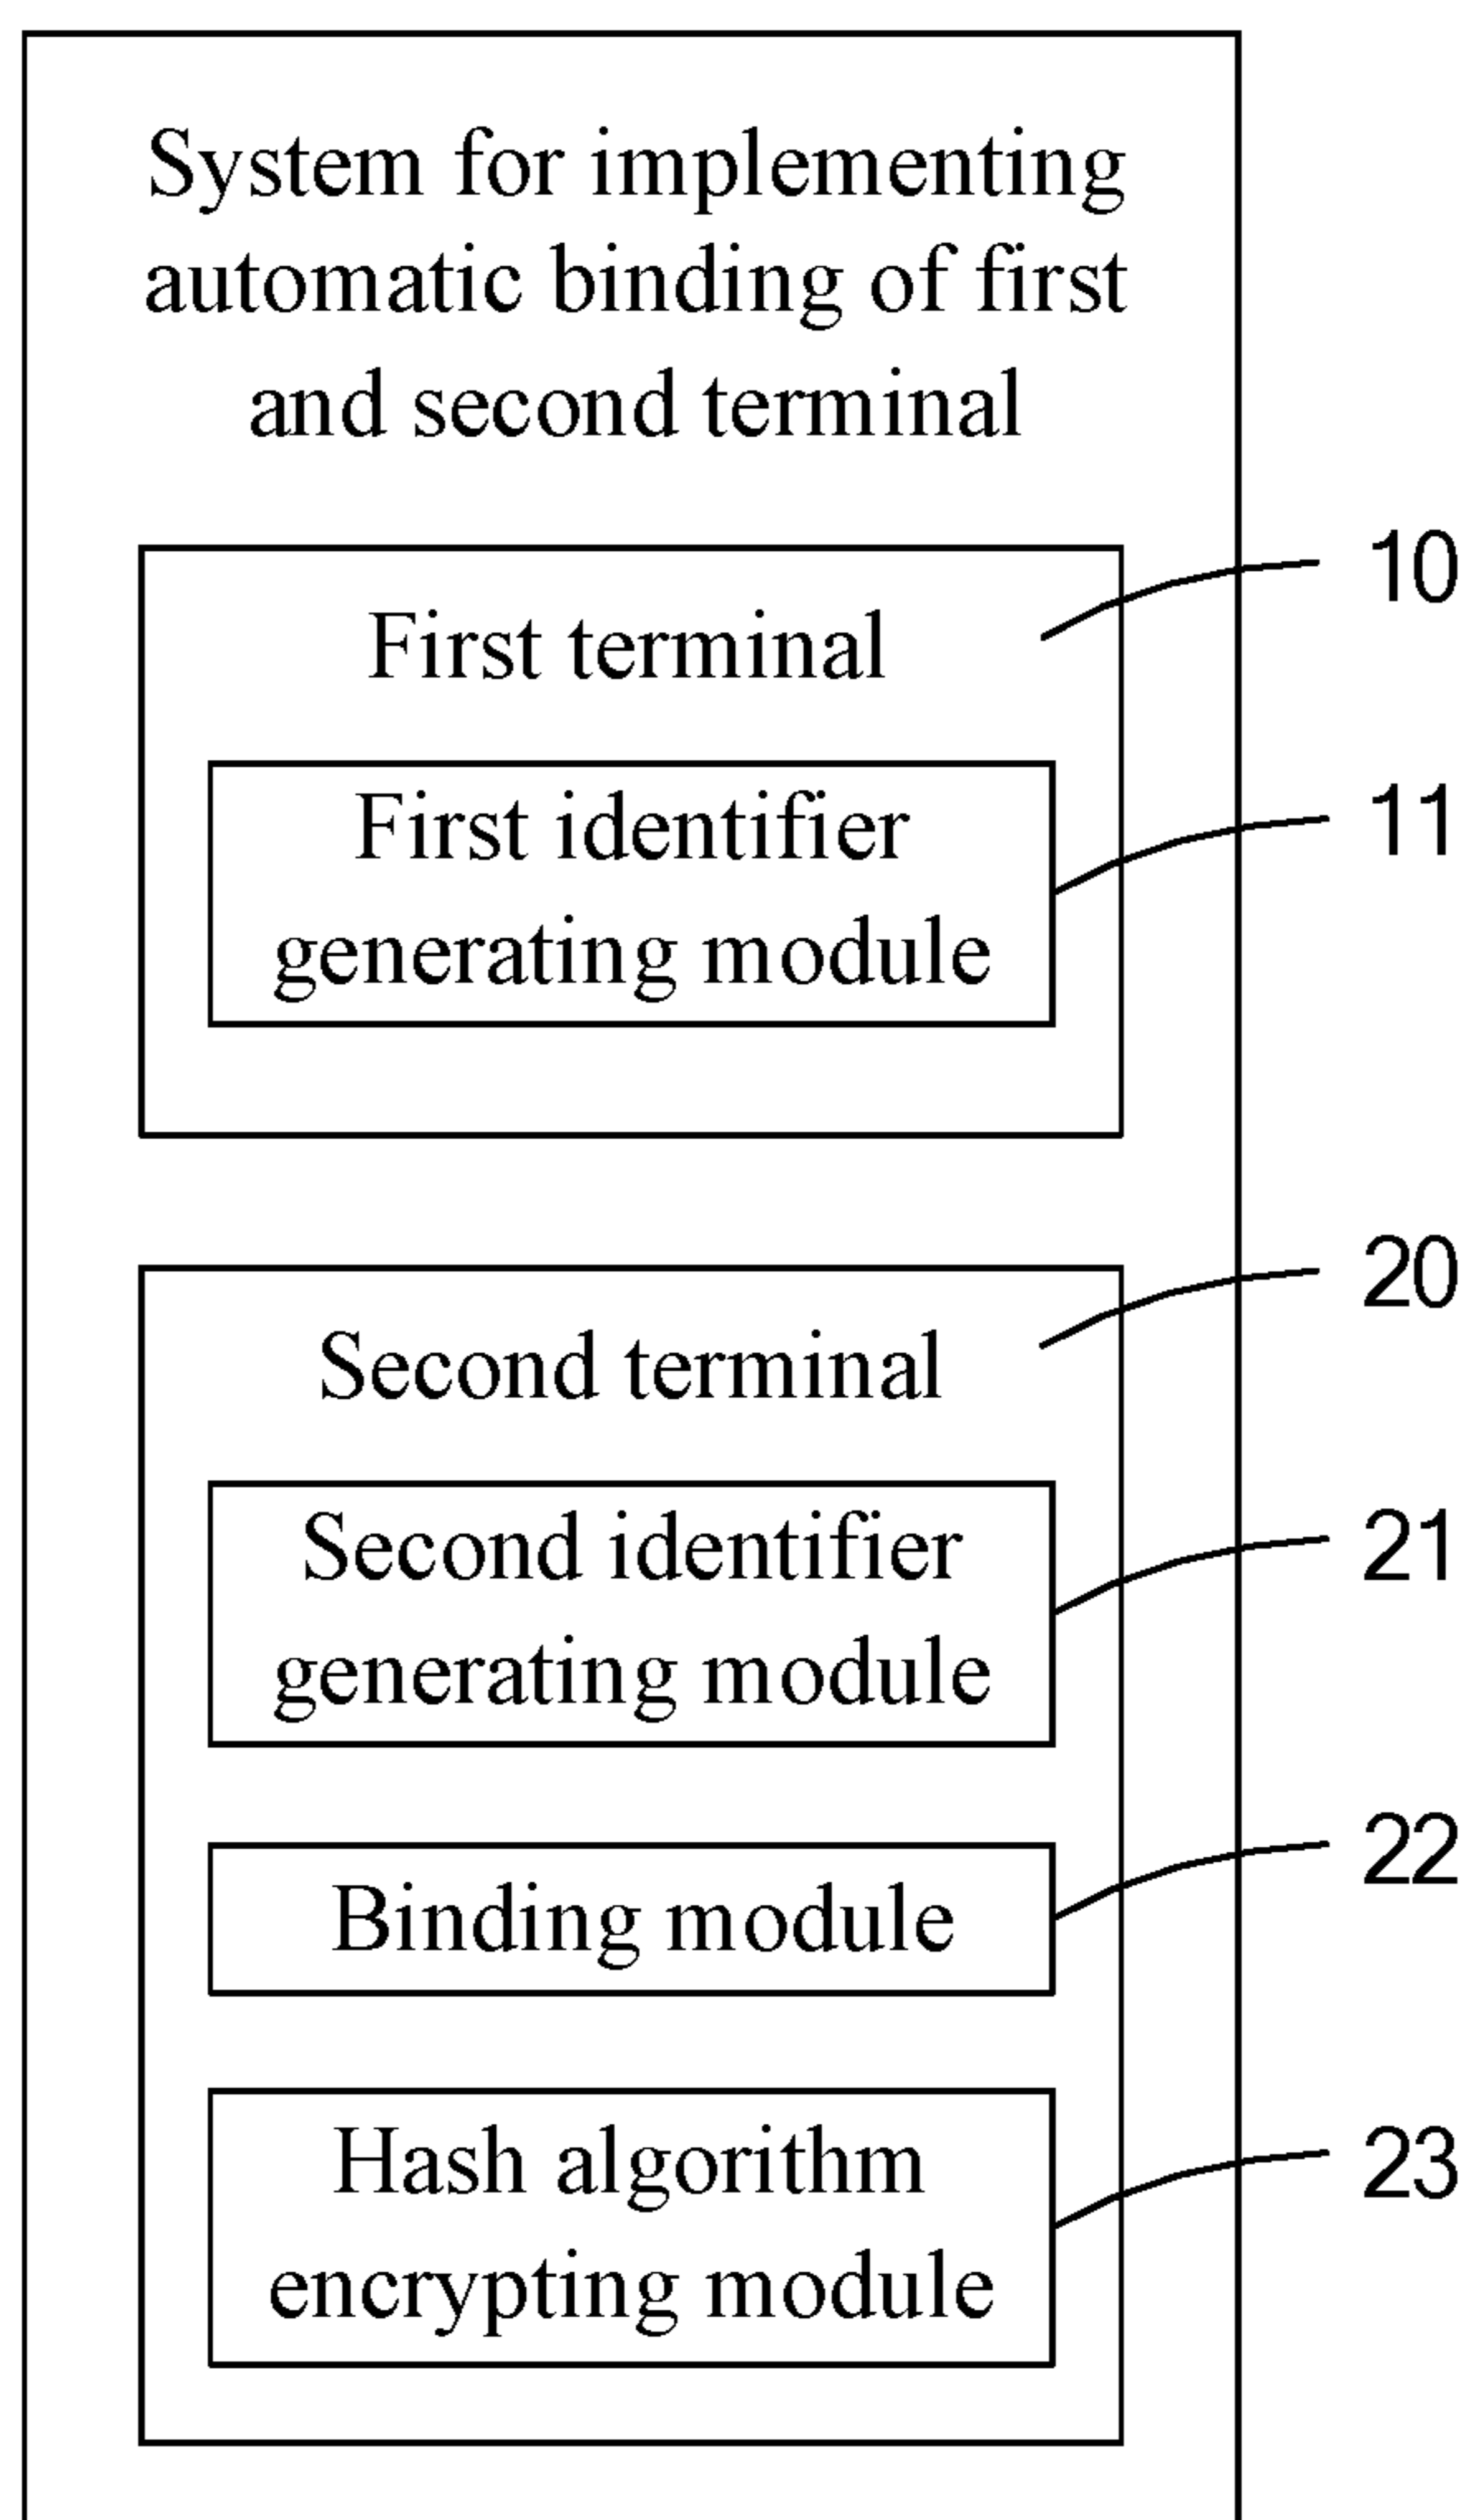 System for implementing
automatic binding of first
and second terminal
10
First terminal
11
First identifier
generating module
20
Second terminal
21
Second identifier
generating module
22
Binding module
23
Hash algorithm
encrypting module